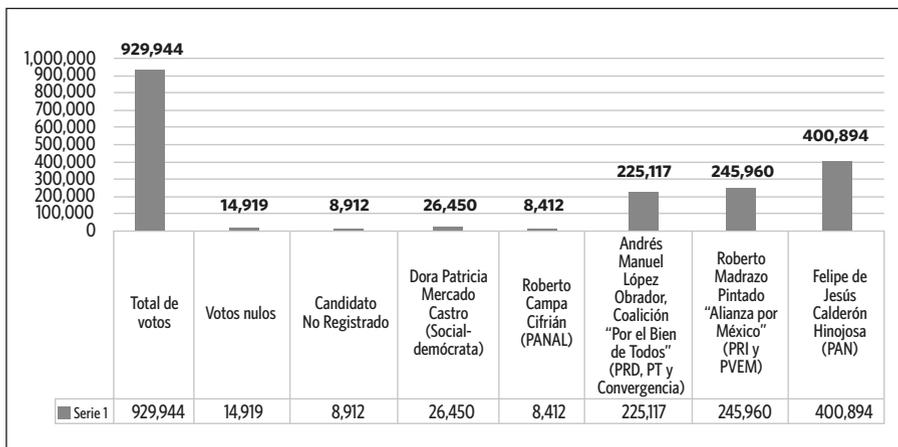 929,944
1,000,000
900,000
800,000
700,000
600,000
500,000
400,000
300,000
200,000
100,000
0
14,919
8,912
26,450
8,412
225,117
245,960
400,894
Total de
votos
Votos nulos
Candidato
No Registrado
Dora Patricia
Mercado
Castro
(Social-
demócrata)
Roberto
Campa
Cifrián
(PANAL)
Andrés
Manuel
López
Obrador,
Coalición
“Por el Bien
de Todos”
(PRD, PT y
Convergencia)
Roberto
Madrazo
Pintado
“Alianza por
México”
(PRI y
PVEM)
Felipe de
Jesús
Calderón
Hinojosa
(PAN)
Serie 1 929,944 14,919 8,912 26,450 8,412 225,117 245,960 400,894